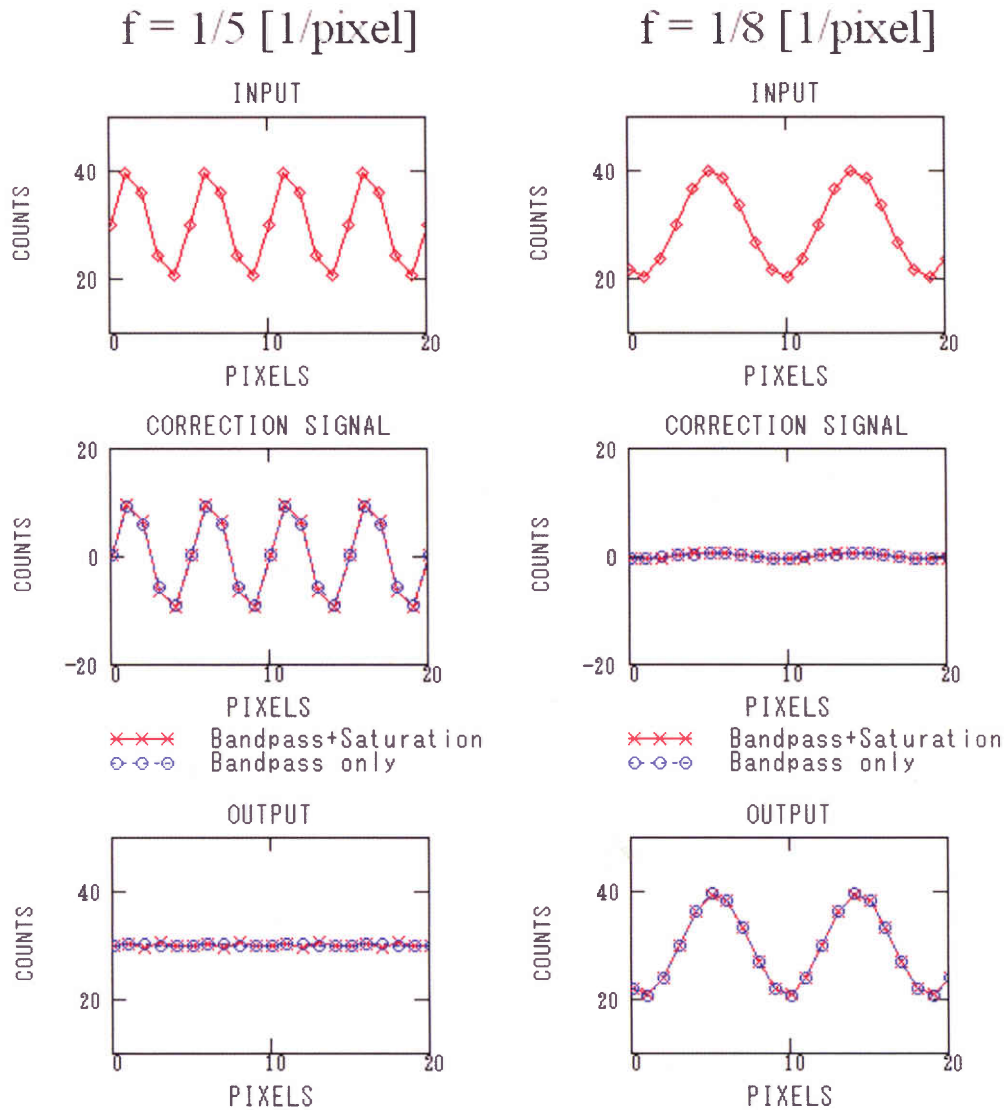 f = 1/5 [1/pixel]
f = 1/8 [1/pixel]
INPUT
COUNTS
40
20
0
10
20
PIXELS
INPUT
COUNTS
40
20
0
10
20
PIXELS
CORRECTION SIGNAL
COUNTS
20
0
-20
0
10
20
PIXELS
Bandpass+Saturation
Bandpass only
CORRECTION SIGNAL
COUNTS
20
0
-20
0
10
20
PIXELS
Bandpass+Saturation
Bandpass only
OUTPUT
COUNTS
40
20
0
10
20
PIXELS
OUTPUT
COUNTS
40
20
0
10
20
PIXELS